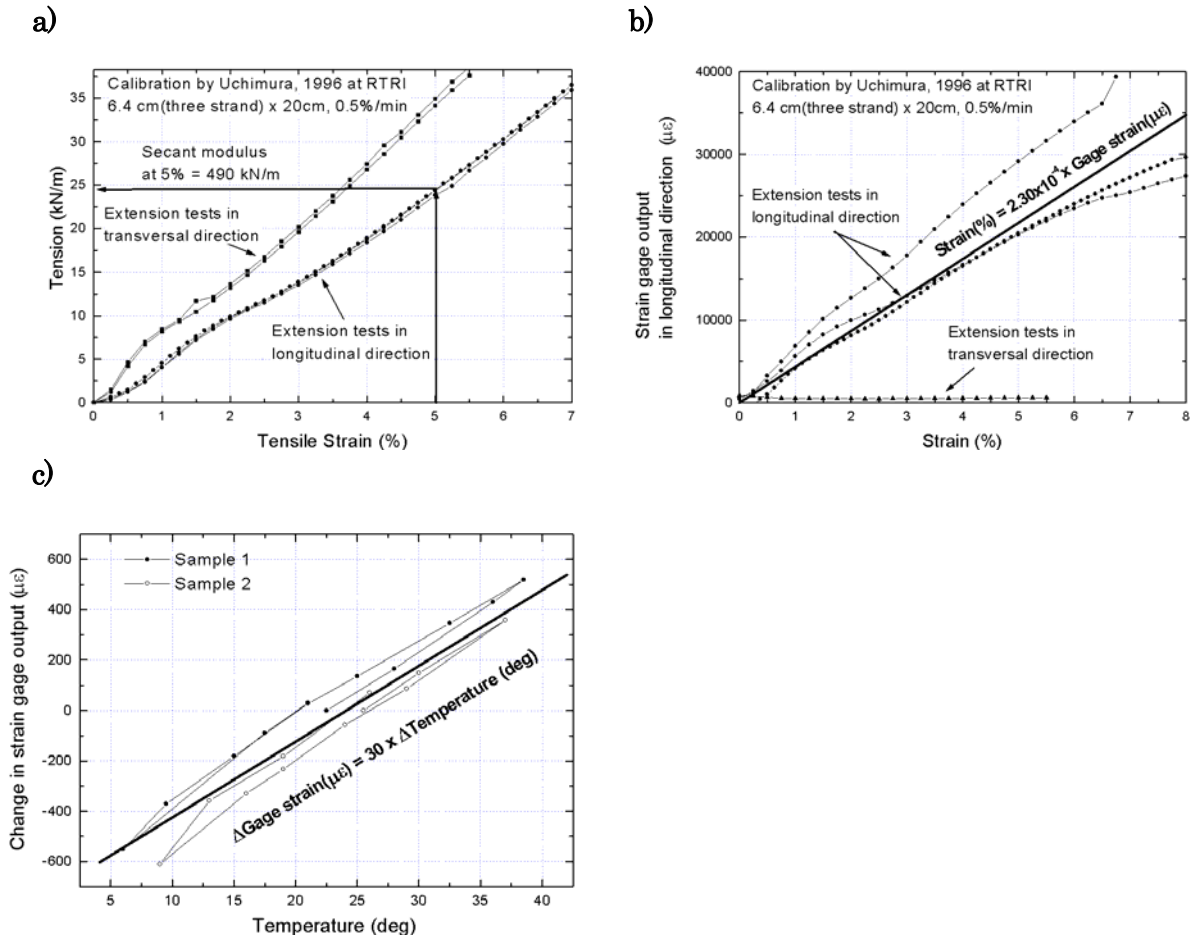 a)
Calibration by Uchimura, 1996 at RTRI
6.4 cm(three strand) x 20cm, 0.5%/min
Secant modulus
at 5% = 490 kN/m
Extension tests in
transversal direction
Extension tests in
longitudinal direction
35
30
25
20
15
10
5
0
Tension (kN/m)
0 1 2 3 4 5 6 7
Tensile Strain (%)
b)
Calibration by Uchimura, 1996 at RTRI
6.4 cm(three strand) x 20cm, 0.5%/min
Extension tests in
longitudinal direction
Strain(%) = 2.30x10⁻⁴x Gage strain(με)
Extension tests in
transversal direction
40000
30000
20000
10000
0
Strain gage output
in longitudinal direction (με)
0 1 2 3 4 5 6 7 8
Strain (%)
c)
Sample 1
Sample 2
ΔGage strain(με) = 30 x ΔTemperature (deg)
600
400
200
0
-200
-400
-600
Change in strain gage output (με)
5 10 15 20 25 30 35 40
Temperature (deg)